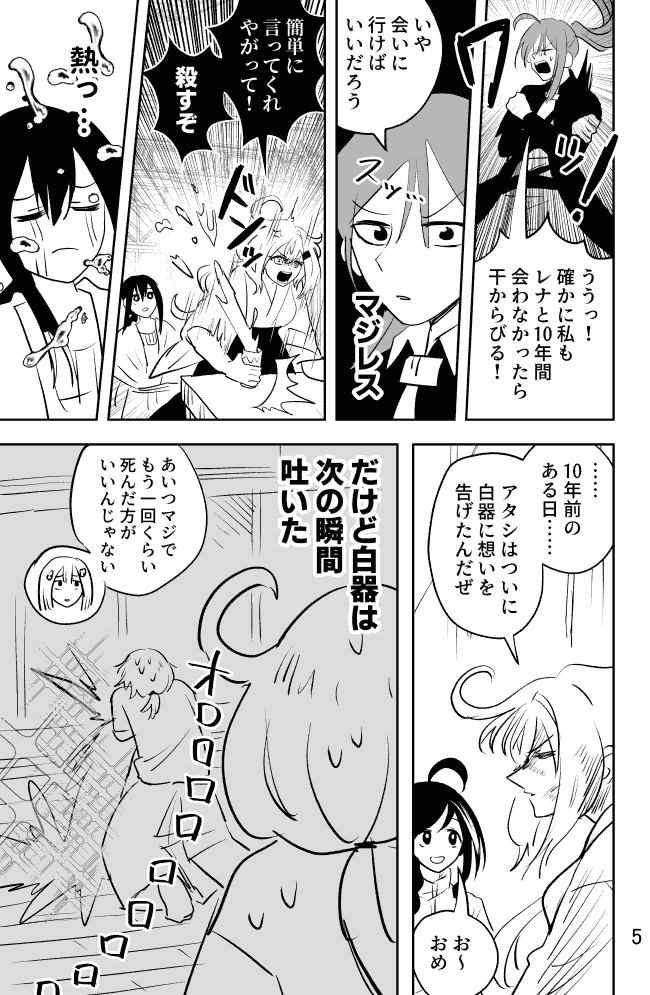 ワッ…!
ううっ！
確かに私も
レナと10年間
会わなかったら
干からびる！
いや
会いに
行けば
いいだろう
スッ…
マジレス
簡単に
言ってくれ
やがって！
殺すぞ
ドンッ
熱っ…
……
10年前の
ある日……
アタシはついに
白器に想いを
告げたんだぜ
お〜
おめ
だけど白器は
次の瞬間
吐いた
あいつマジで
もう一回くらい
死んだ方が
いいんじゃない
オロロロロロロロ
5